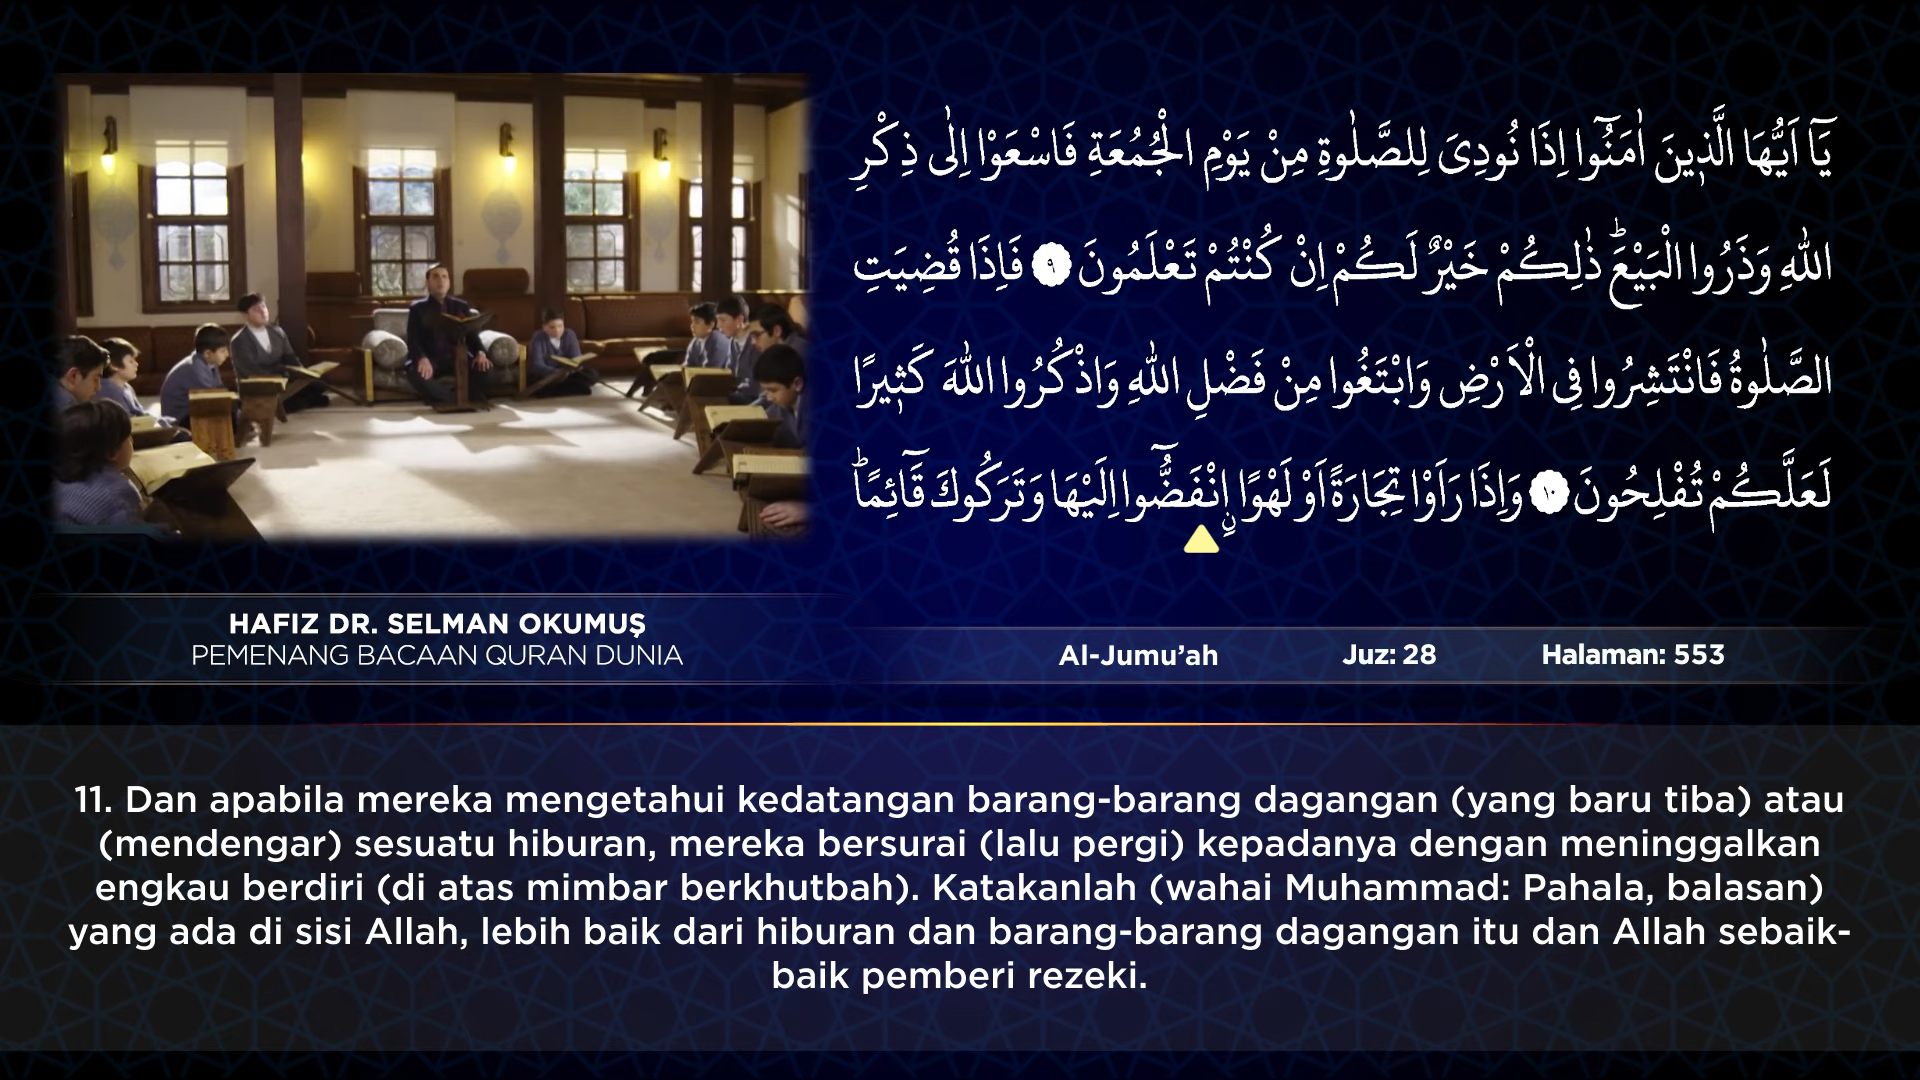 يَٓا اَيُّهَا الَّذ۪ينَ اٰمَنُٓوا اِذَا نُودِىَ لِلصَّلٰوةِ مِنْ يَوْمِ الْجُمُعَةِ فَاسْعَوْا اِلٰى ذِكْرِ
اللّٰهِ وَذَرُوا الْبَيْعَۜ ذٰلِكُمْ خَيْرٌ لَكُمْ اِنْ كُنْتُمْ تَعْلَمُونَ ﴿٩﴾ فَاِذَا قُضِيَتِ
الصَّلٰوةُ فَانْتَشِرُوا فِى الْاَرْضِ وَابْتَغُوا مِنْ فَضْلِ اللّٰهِ وَاذْكُرُوا اللّٰهَ كَث۪يرًا
لَعَلَّكُمْ تُفْلِحُونَ ﴿١٠﴾ وَاِذَا رَاَوْا تِجَارَةً اَوْ لَهْوًاۨ انْفَضُّٓوا اِلَيْهَا وَتَرَكُوكَ قَٓائِمًاۜ
HAFIZ DR. SELMAN OKUMUŞ
PEMENANG BACAAN QURAN DUNIA
Al-Jumu’ah Juz: 28 Halaman: 553
11. Dan apabila mereka mengetahui kedatangan barang-barang dagangan (yang baru tiba) atau
(mendengar) sesuatu hiburan, mereka bersurai (lalu pergi) kepadanya dengan meninggalkan
engkau berdiri (di atas mimbar berkhutbah). Katakanlah (wahai Muhammad: Pahala, balasan)
yang ada di sisi Allah, lebih baik dari hiburan dan barang-barang dagangan itu dan Allah sebaik-
baik pemberi rezeki.